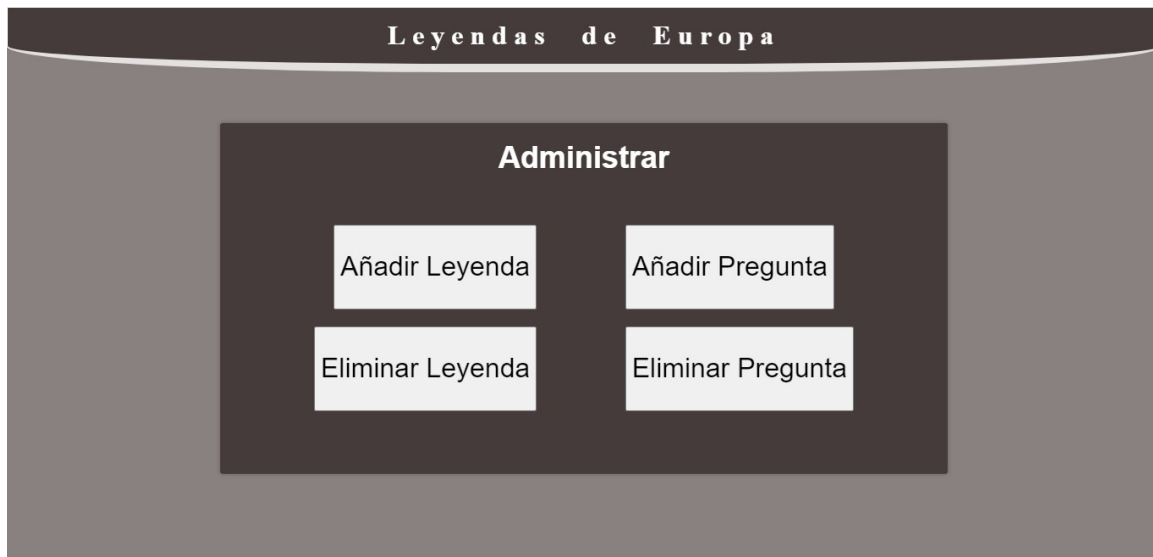 Leyendas de Europa
Administrar
Añadir Leyenda
Añadir Pregunta
Eliminar Leyenda
Eliminar Pregunta